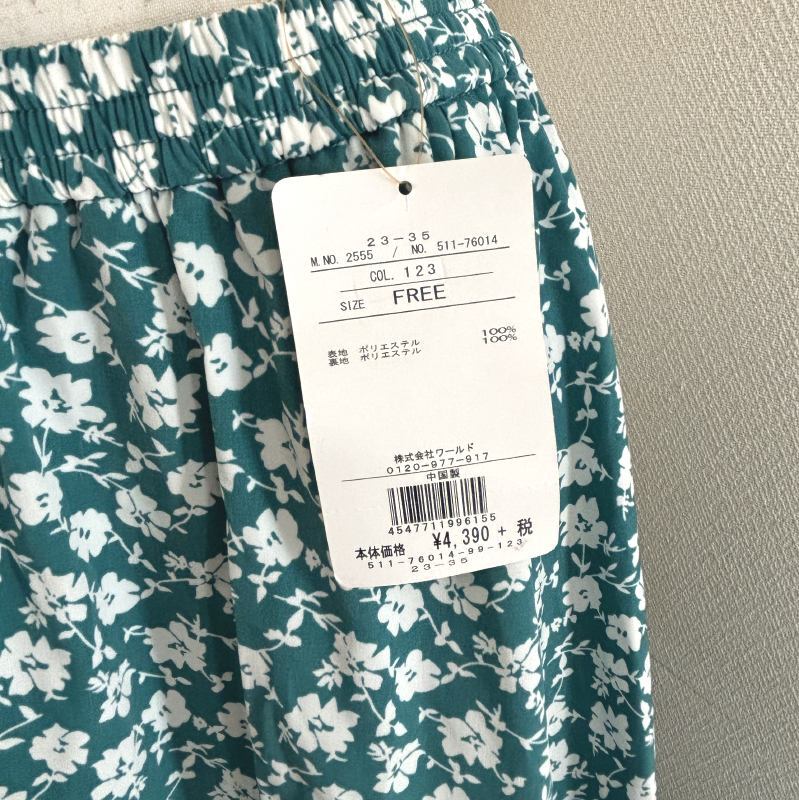 23-35
M.NO. 2555 / NO. 511-76014
COL. 123
SIZE FREE
表地 ポリエステル 100%
裏地 ポリエステル 100%
株式会社ワールド
0120-977-917
中国製
4547711996155
本体価格 ¥4,390 + 税
511-76014-99-123
23-35